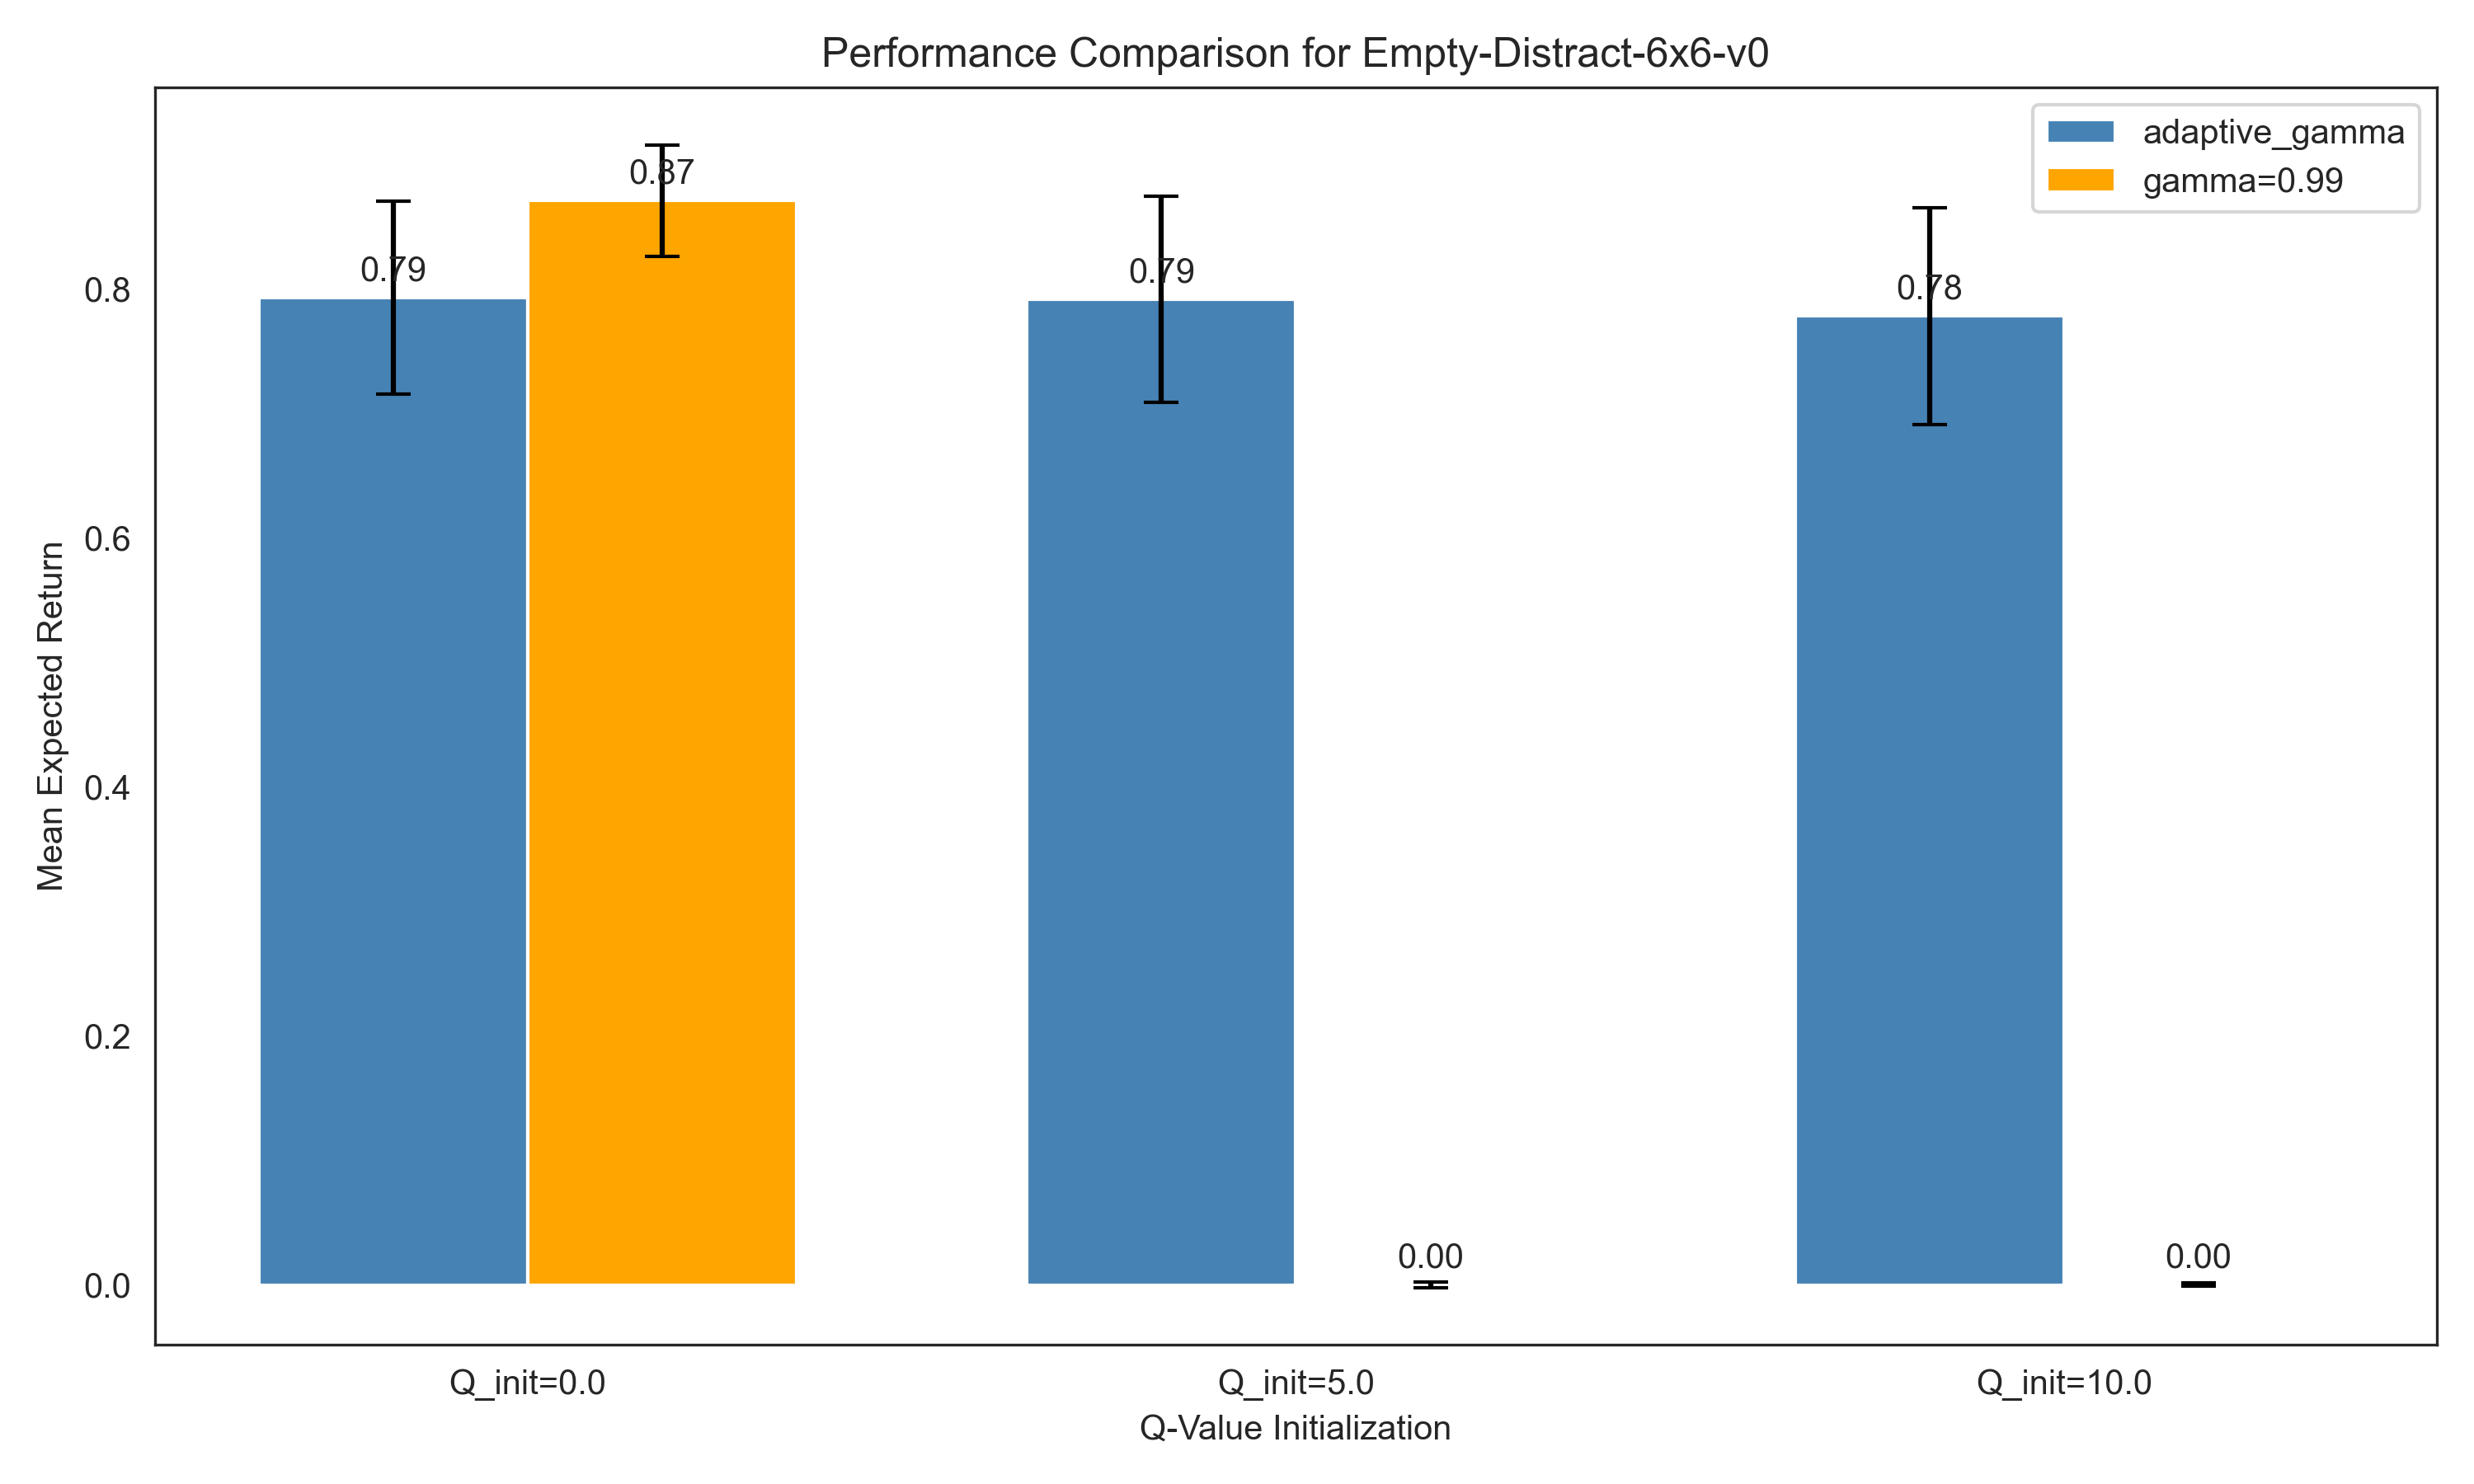 Performance Comparison for Empty-Distract-6x6-v0
adaptive_gamma
gamma=0.99
Mean Expected Return
0.8
0.6
0.4
0.2
0.0
0.79
0.87
0.79
0.00
0.78
0.00
Q_init=0.0
Q_init=5.0
Q_init=10.0
Q-Value Initialization